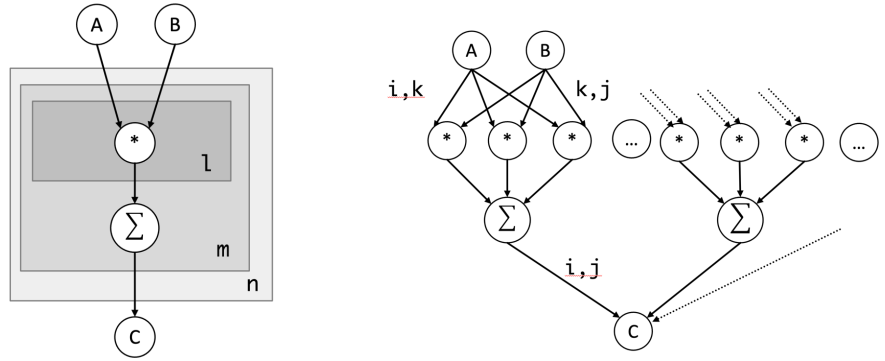 A B
*
l
Σ
m
n
C
A B
i,k k,j
* * * ... * * * ...
Σ Σ
i,j
C